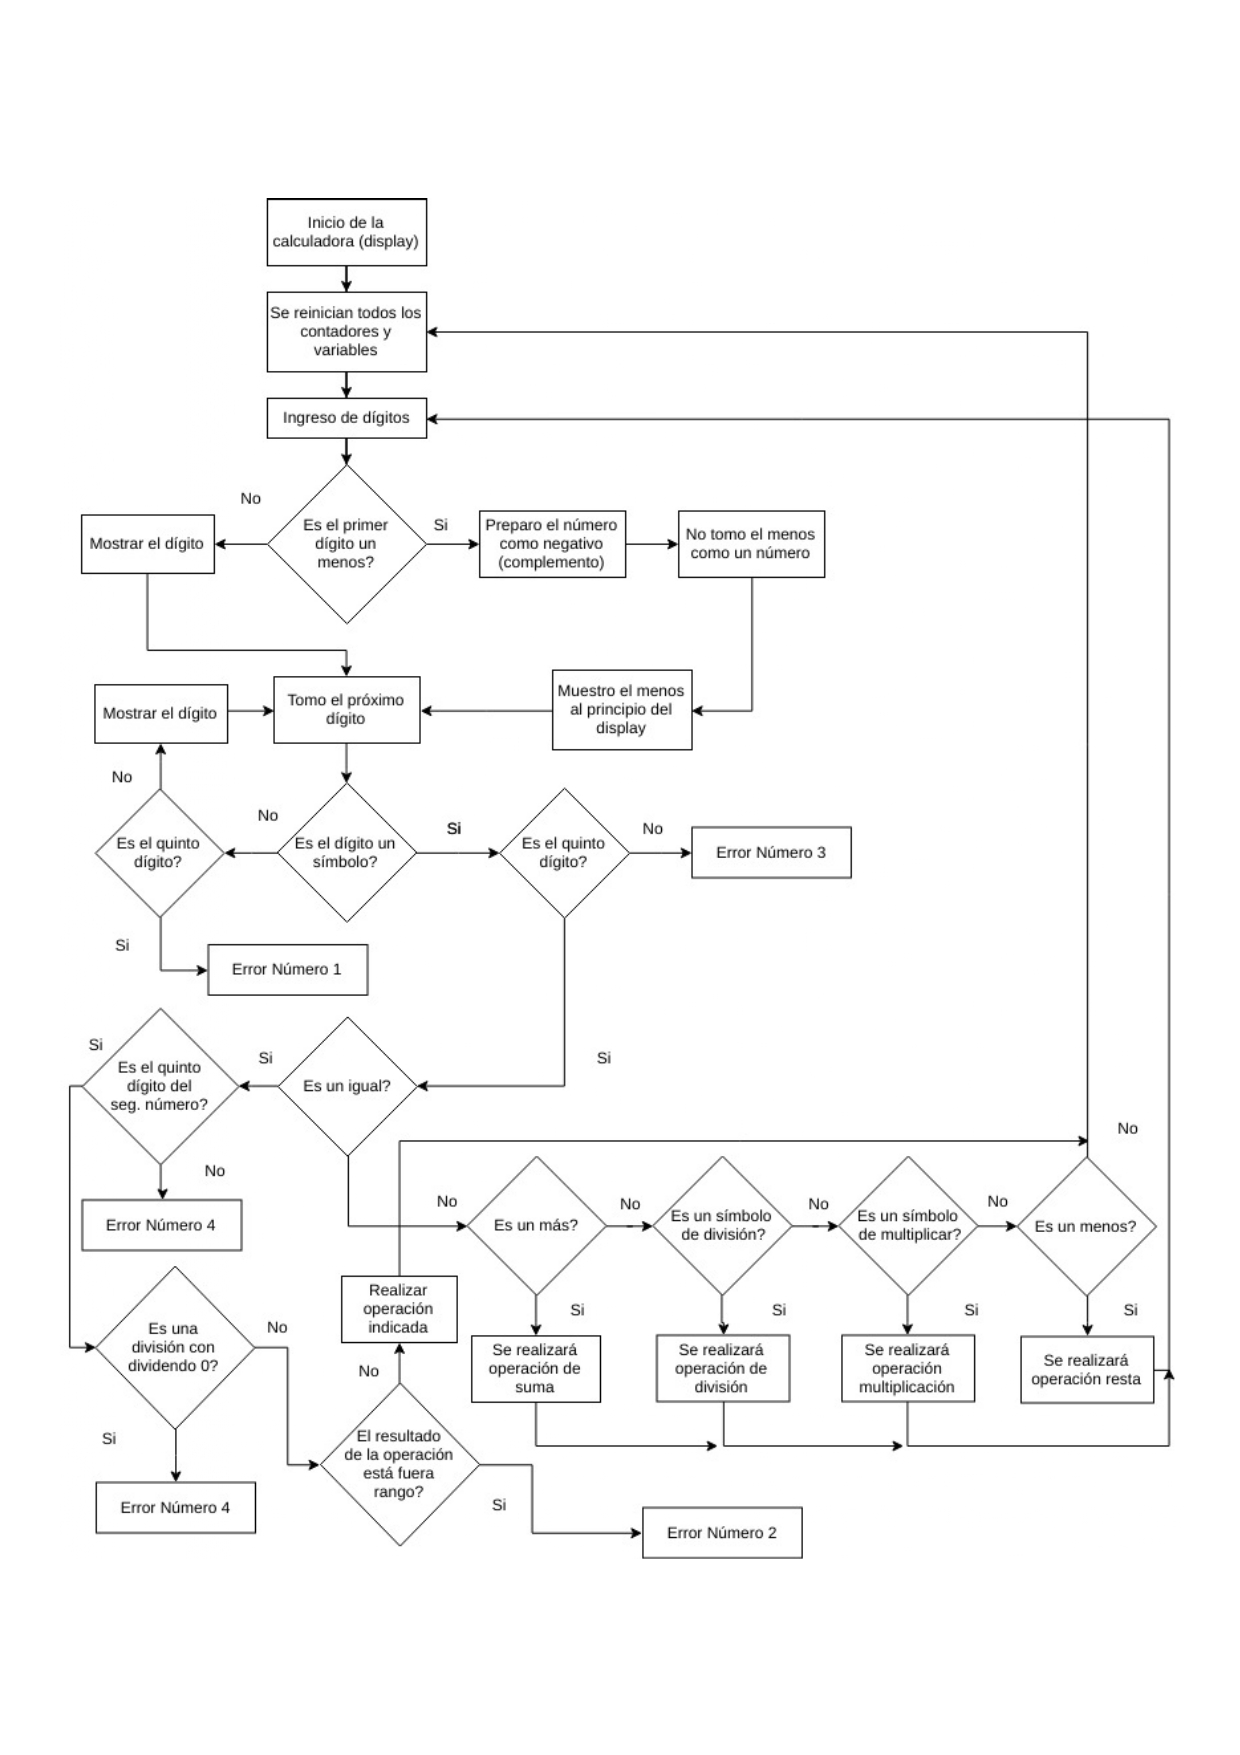 Inicio de la
calculadora (display)
Se reinician todos los
contadores y
variables
Ingreso de dígitos
No
Es el primer
dígito un
menos?
Si
Preparo el número
como negativo
(complemento)
No tomo el menos
como un número
Mostrar el dígito
Mostrar el dígito
Tomo el próximo
dígito
Muestro el menos
al principio del
display
No
No
Si
No
Es el quinto
dígito?
Es el dígito un
símbolo?
Es el quinto
dígito?
Error Número 3
Si
Error Número 1
Si
Es el quinto
dígito del
seg. número?
Si
Es un igual?
Si
No
No
Error Número 4
No
Es un más?
No
Es un símbolo
de división?
No
Es un símbolo
de multiplicar?
No
Es un menos?
Realizar
operación
indicada
Si
Si
Si
Si
Es una
división con
dividendo 0?
No
No
Se realizará
operación de
suma
Se realizará
operación de
división
Se realizará
operación
multiplicación
Se realizará
operación resta
Si
El resultado
de la operación
está fuera
rango?
Si
Error Número 4
Error Número 2